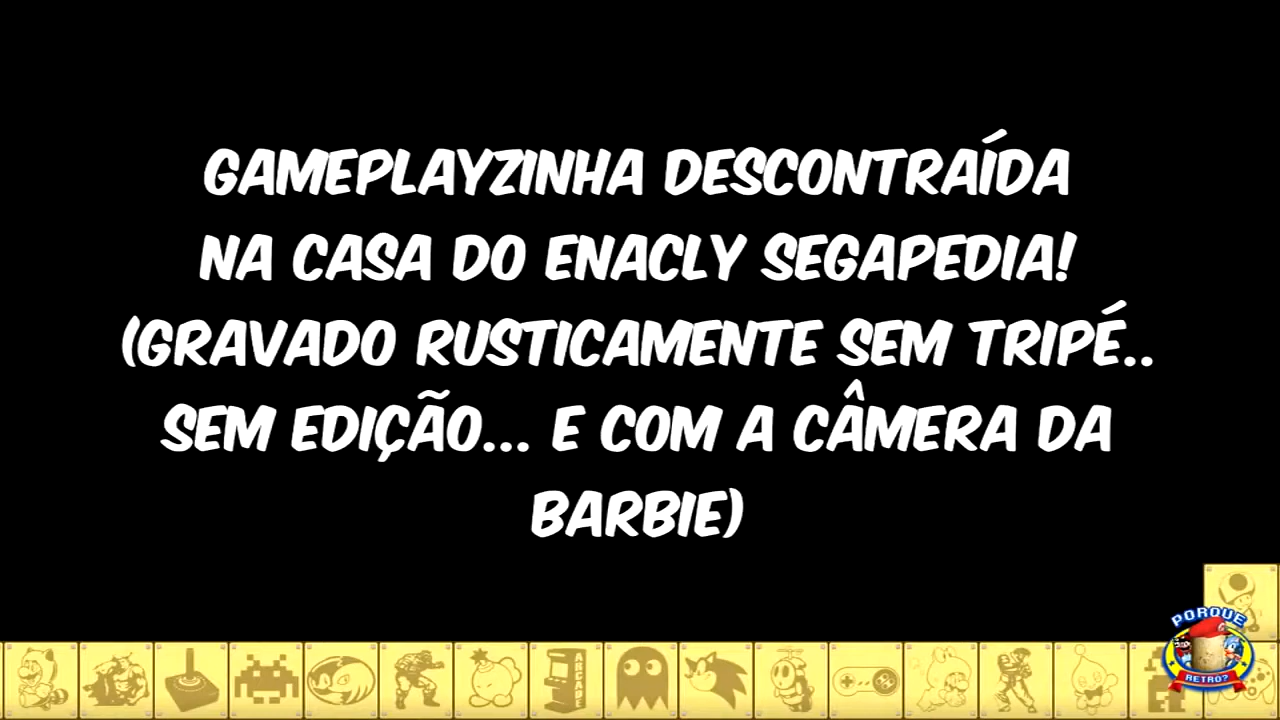 GAMEPLAYZINHA DESCONTRAÍDA
NA CASA DO ENACLY SEGAPEDIA!
(GRAVADO RUSTICAMENTE SEM TRIPÉ..
SEM EDIÇÃO... E COM A CÂMERA DA
BARBIE)
ARCADE
PORQUE
RETRÔ?